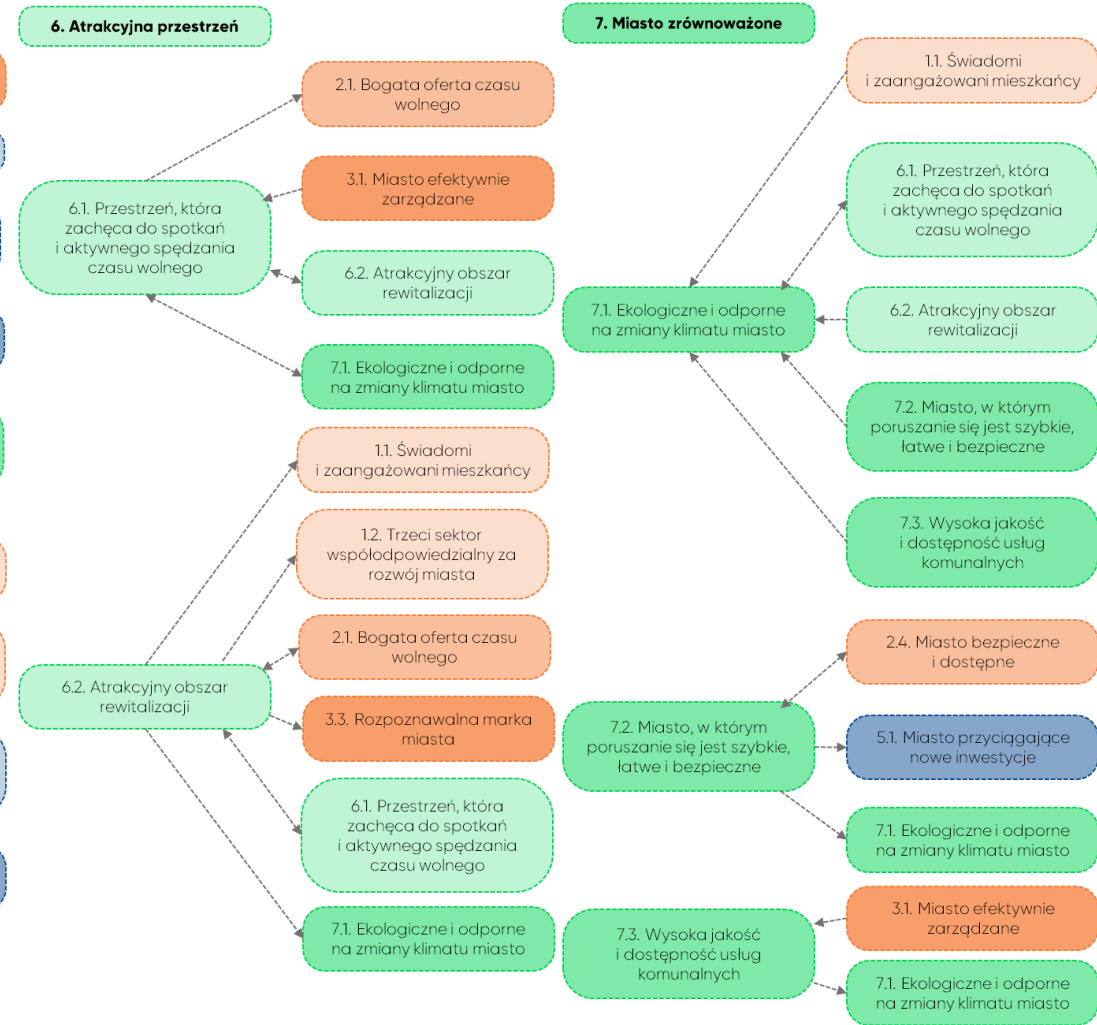 6. Atrakcyjna przestrzeń
2.1. Bogata oferta czasu
wolnego
3.1. Miasto efektywnie
zarządzane
6.1. Przestrzeń, która
zachęca do spotkań
i aktywnego spędzania
czasu wolnego
6.2. Atrakcyjny obszar
rewitalizacji
7.1. Ekologiczne i odporne
na zmiany klimatu miasto
1.1. Świadomi
i zaangażowani mieszkańcy
1.2. Trzeci sektor
współodpowiedzialny za
rozwój miasta
2.1. Bogata oferta czasu
wolnego
6.2. Atrakcyjny obszar
rewitalizacji
3.3. Rozpoznawalna marka
miasta
6.1. Przestrzeń, która
zachęca do spotkań
i aktywnego spędzania
czasu wolnego
7.1. Ekologiczne i odporne
na zmiany klimatu miasto
7. Miasto zrównoważone
1.1. Świadomi
i zaangażowani mieszkańcy
6.1. Przestrzeń, która
zachęca do spotkań
i aktywnego spędzania
czasu wolnego
7.1. Ekologiczne i odporne
na zmiany klimatu miasto
6.2. Atrakcyjny obszar
rewitalizacji
7.2. Miasto, w którym
poruszanie się jest szybkie,
łatwe i bezpieczne
7.3. Wysoka jakość
i dostępność usług
komunalnych
2.4. Miasto bezpieczne
i dostępne
7.2. Miasto, w którym
poruszanie się jest szybkie,
łatwe i bezpieczne
5.1. Miasto przyciągające
nowe inwestycje
7.1. Ekologiczne i odporne
na zmiany klimatu miasto
3.1. Miasto efektywnie
zarządzane
7.3. Wysoka jakość
i dostępność usług
komunalnych
7.1. Ekologiczne i odporne
na zmiany klimatu miasto